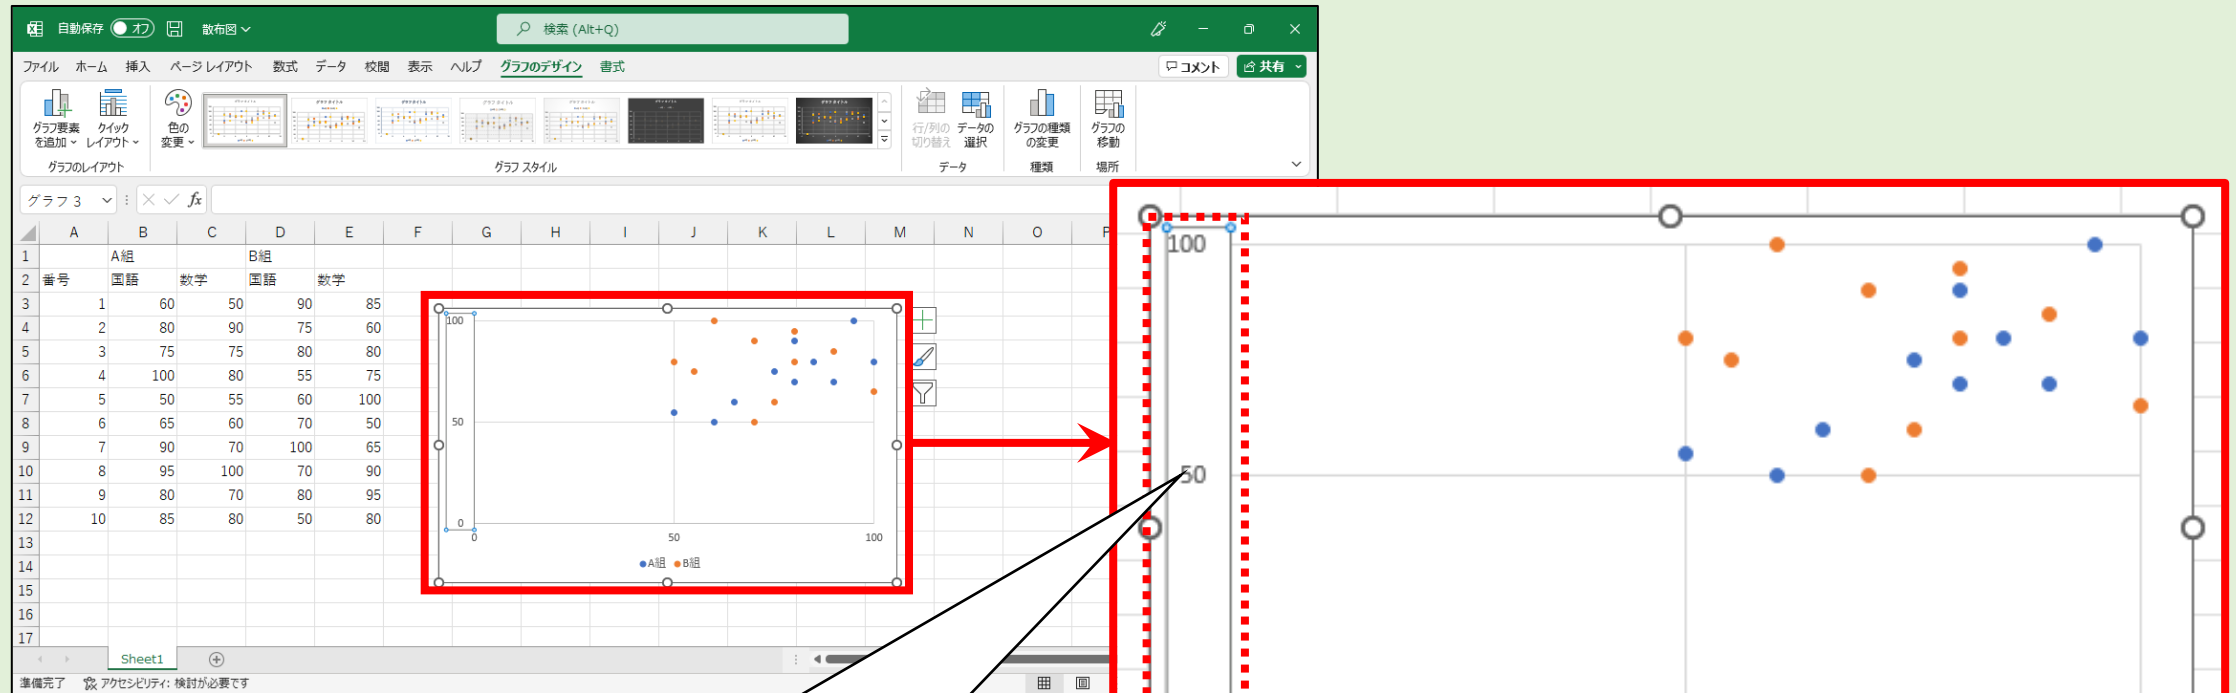 自動保存 オフ 散布図 検索 (Alt+Q)
ファイル ホーム 挿入 ページ レイアウト 数式 データ 校閲 表示 ヘルプ グラフのデザイン 書式 コメント 共有
グラフ要素を追加 クイック レイアウト 色の変更 行/列の切り替え データの選択 グラフの種類の変更 グラフの移動
グラフのレイアウト グラフ スタイル データ 種類 場所
グラフ 3 fx
A B C D E F G H I J K L M N O P
1 A組 B組
2 番号 国語 数学 国語 数学
3 1 60 50 90 85
4 2 80 90 75 60
5 3 75 75 80 80
6 4 100 80 55 75
7 5 50 55 60 100
8 6 65 60 70 50
9 7 90 70 100 65
10 8 95 100 70 90
11 9 80 70 80 95
12 10 85 80 50 80
13
14
15
16
17
100
50
0
0 50 100
A組 B組
100
50
Sheet1
準備完了 アクセシビリティ: 検討が必要です